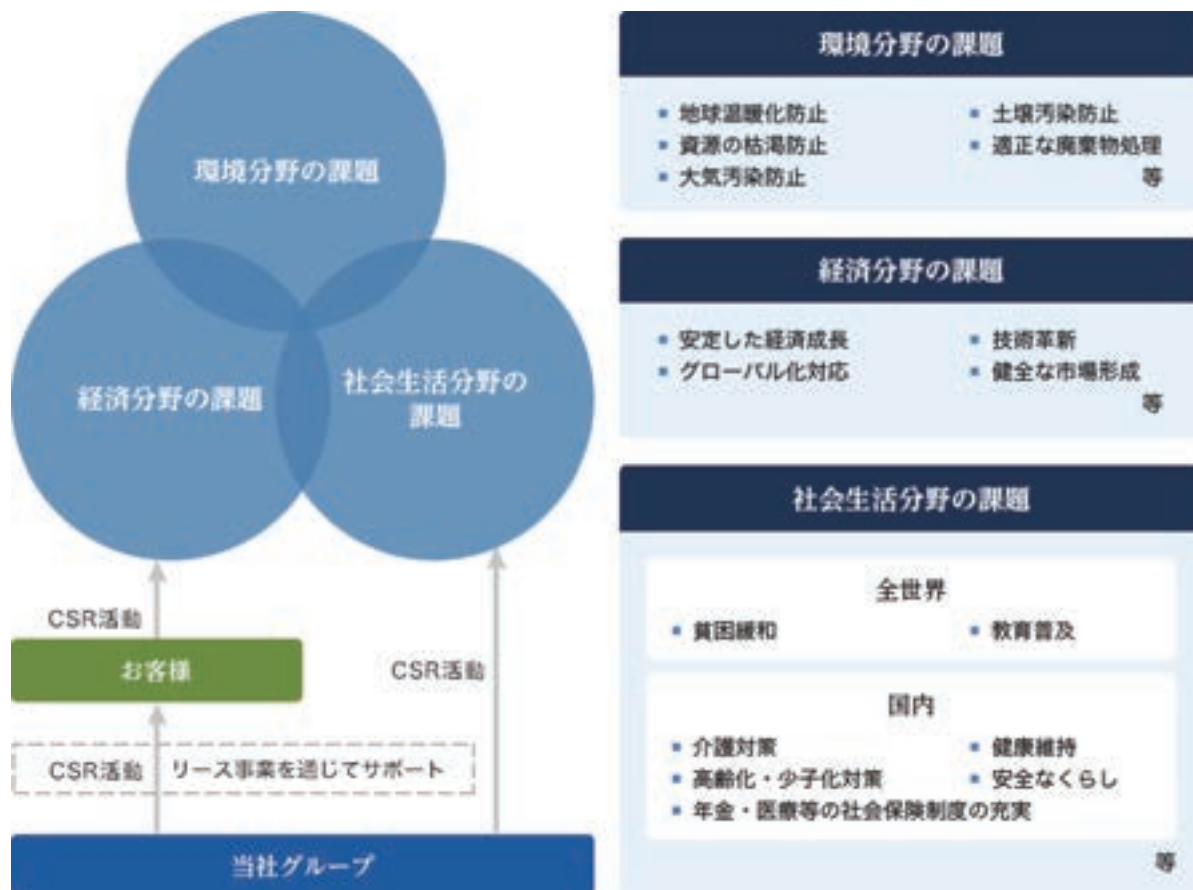 環境分野の課題
経済分野の課題
社会生活分野の
課題
CSR活動
お客様
CSR活動
CSR活動
リース事業を通じてサポート
当社グループ
環境分野の課題
▪ 地球温暖化防止
▪ 資源の枯渇防止
▪ 大気汚染防止
▪ 土壌汚染防止
▪ 適正な廃棄物処理
等
経済分野の課題
▪ 安定した経済成長
▪ グローバル化対応
▪ 技術革新
▪ 健全な市場形成
等
社会生活分野の課題
全世界
▪ 貧困緩和
▪ 教育普及
国内
▪ 介護対策
▪ 高齢化・少子化対策
▪ 年金・医療等の社会保険制度の充実
▪ 健康維持
▪ 安全なくらし
等